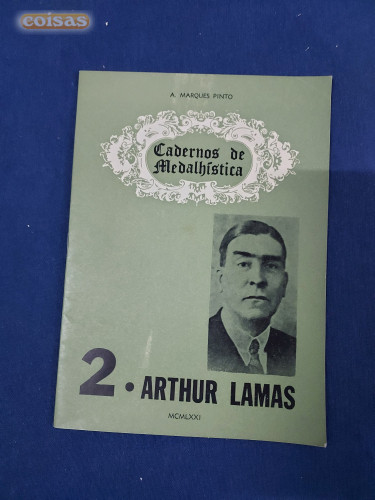 coisas
A. MARQUES PINTO
Cadernos de
Medalhística
2 • ARTHUR LAMAS
MCMLXXI